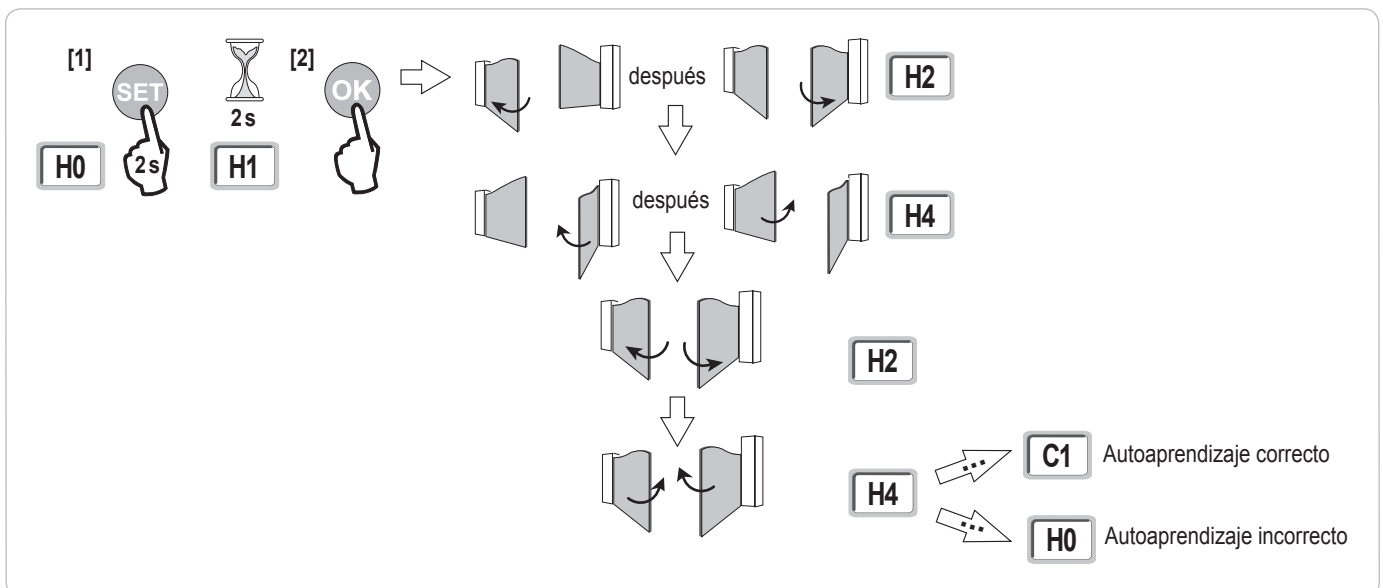 [1]
SET
2 s
H0
2 s
H1
[2]
OK
después
H2
después
H4
H2
H4
C1
Autoaprendizaje correcto
H0
Autoaprendizaje incorrecto